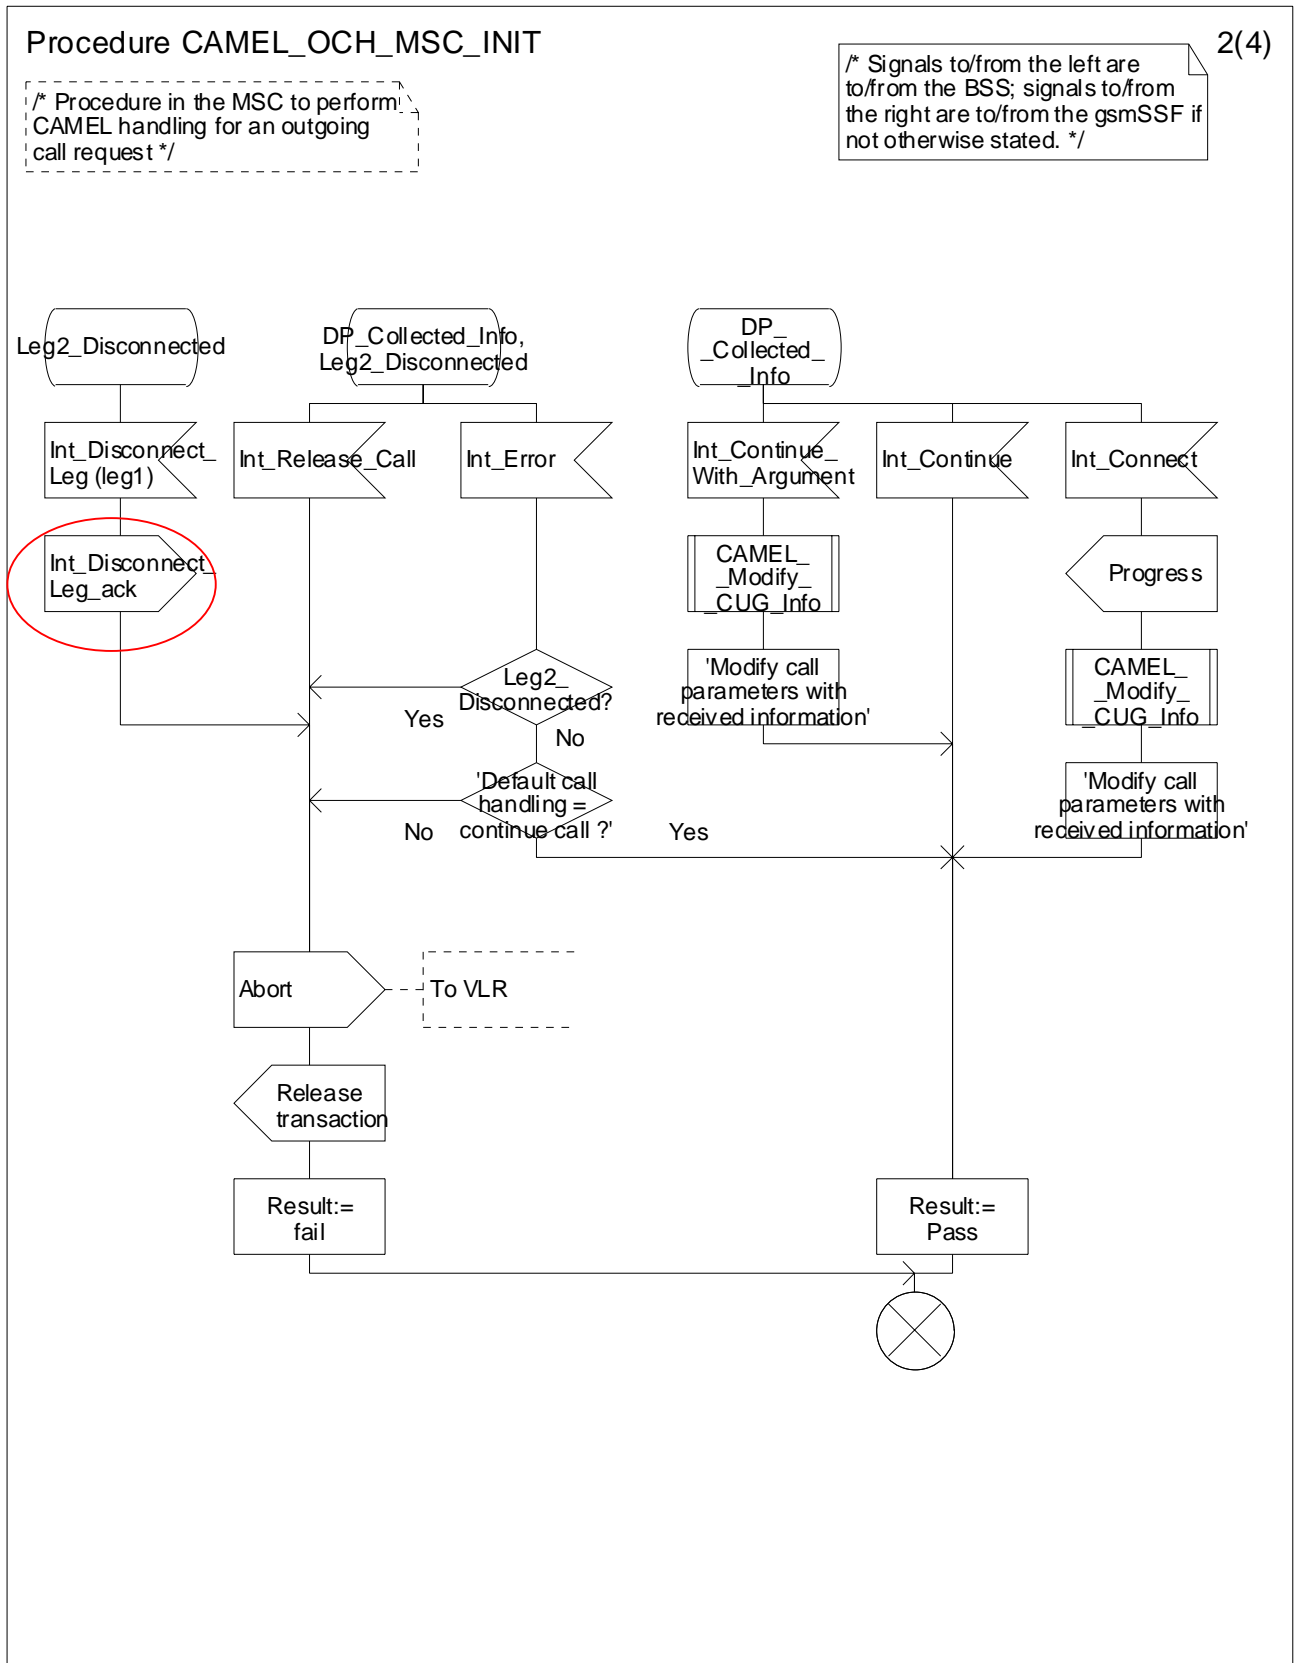 Procedure CAMEL_OCH_MSC_INIT
2(4)
/* Procedure in the MSC to perform
CAMEL handling for an outgoing
call request */
/* Signals to/from the left are
to/from the BSS; signals to/from
the right are to/from the gsmSSF if
not otherwise stated. */
Leg2_Disconnected
DP_Collected_Info,
Leg2_Disconnected
DP_
_Collected_
_Info
Int_Disconnect_
Leg (leg1)
Int_Release_Call
Int_Error
Int_Continue_
With_Argument
Int_Continue
Int_Connect
Int_Disconnect_
Leg_ack
CAMEL_
_Modify_
_CUG_Info
Progress
Leg2_
Disconnected?
Yes
No
'Modify call
parameters with
received information'
CAMEL_
_Modify_
_CUG_Info
'Default call
handling =
continue call ?'
No
Yes
'Modify call
parameters with
received information'
Abort
To VLR
Release
transaction
Result:=
fail
Result:=
Pass